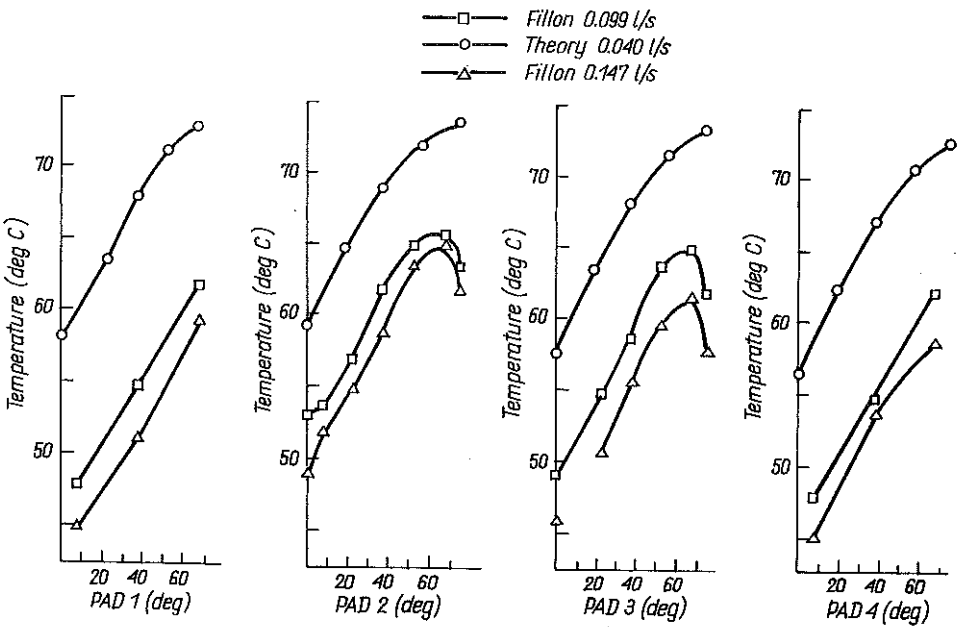 Fillon 0.099 l/s
Theory 0.040 l/s
Fillon 0.147 l/s
Temperature (deg C)
70
60
50
20 40 60
PAD 1 (deg)
Temperature (deg C)
70
60
50
20 40 60
PAD 2 (deg)
Temperature (deg C)
70
60
50
20 40 60
PAD 3 (deg)
Temperature (deg C)
70
60
50
20 40 60
PAD 4 (deg)